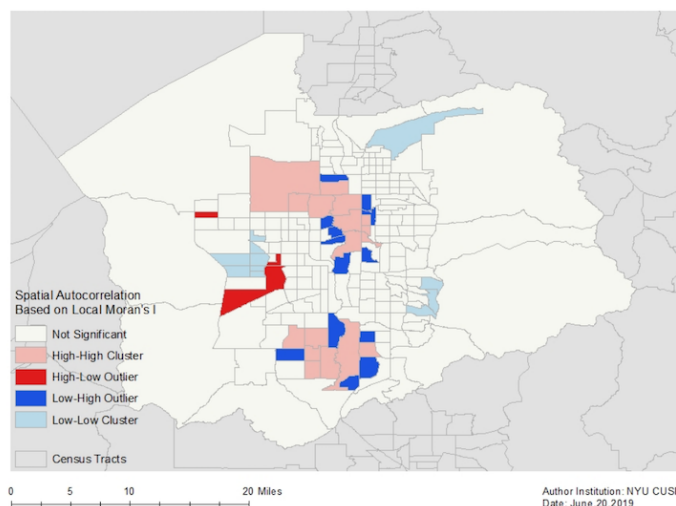 Spatial Autocorrelation
Based on Local Moran's I
Not Significant
High-High Cluster
High-Low Outlier
Low-High Outlier
Low-Low Cluster
Census Tracts
0 5 10 20 Miles
Author Institution: NYU CUSP
Date: June 20 2019